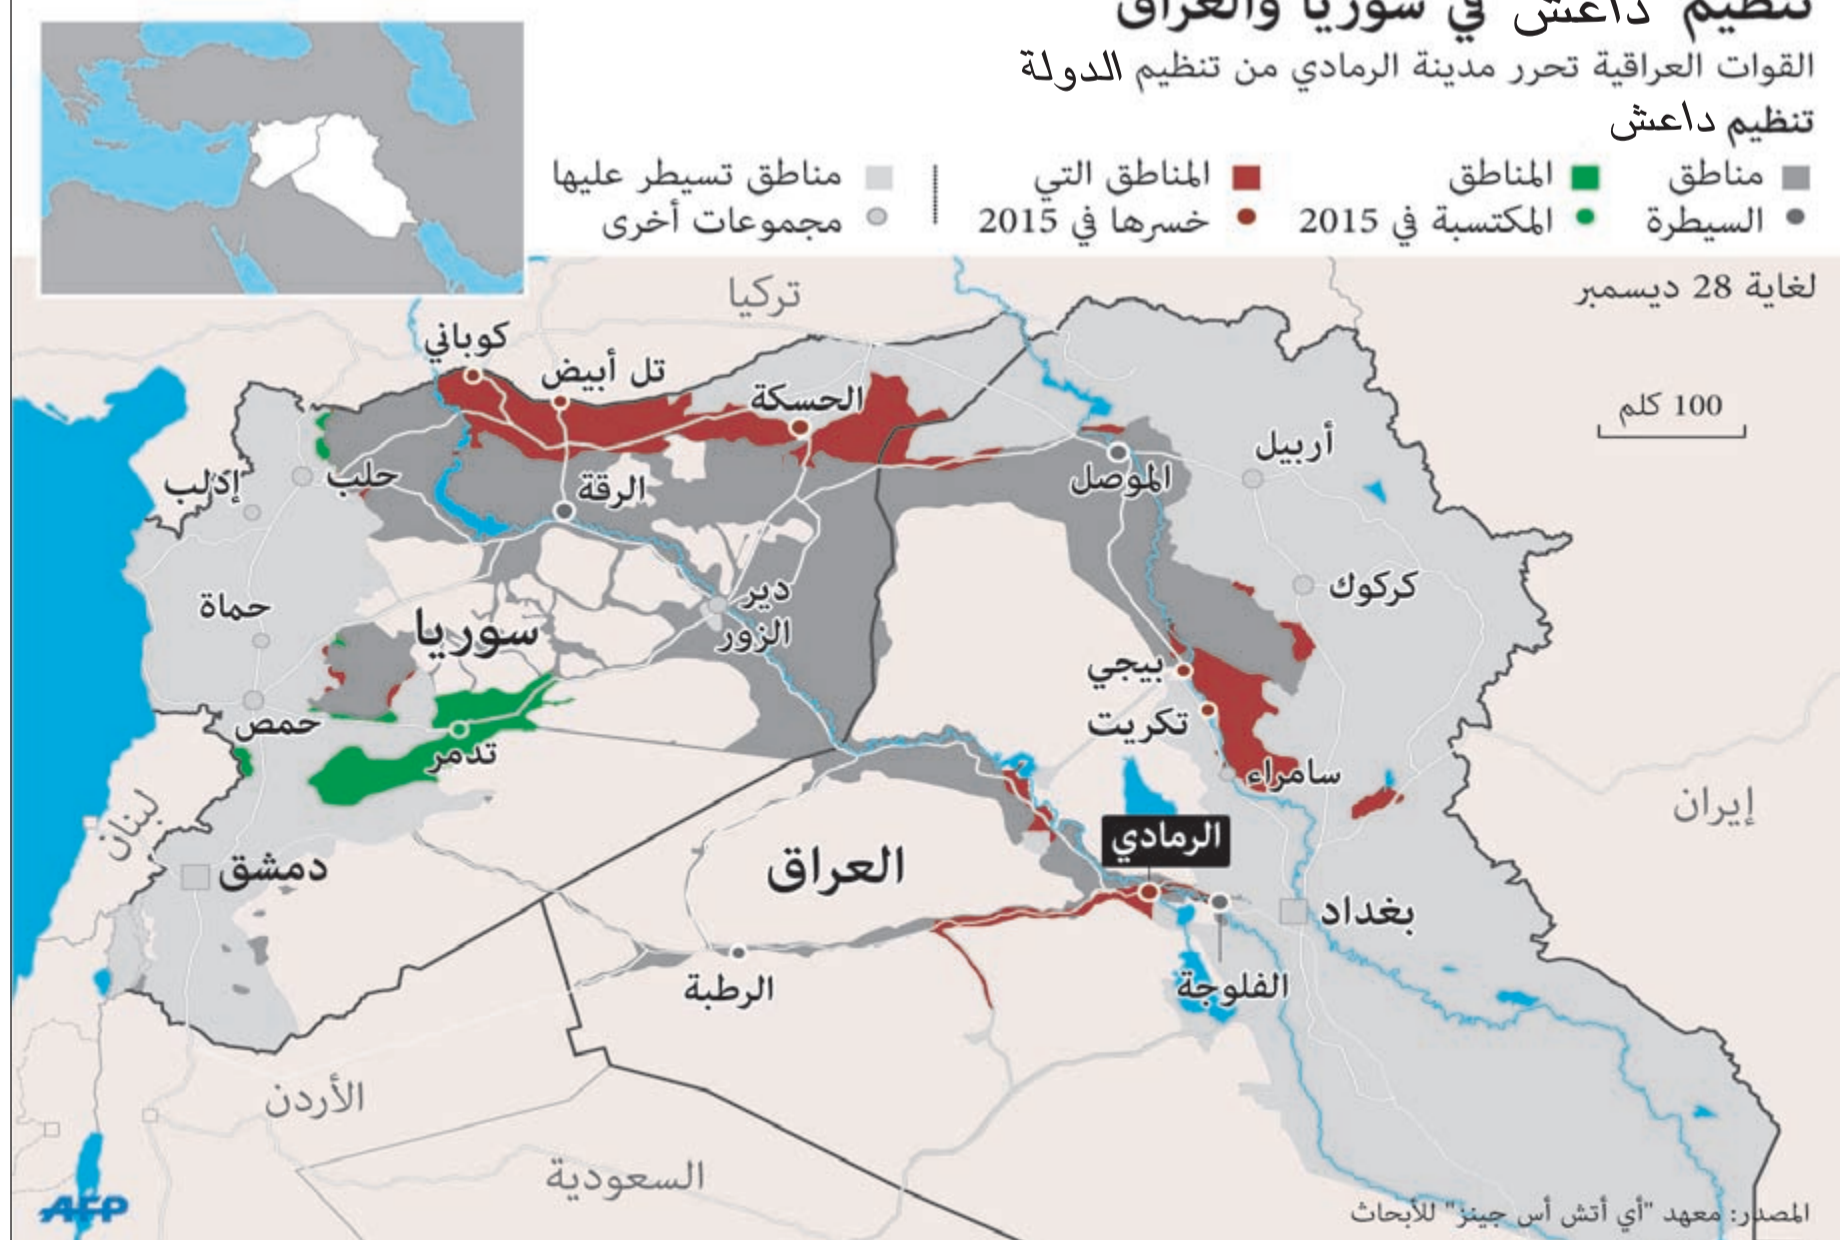 تنظيم داعش في سوريا والعراق
القوات العراقية تحرر مدينة الرمادي من تنظيم الدولة
تنظيم داعش
مناطق
السيطرة
المناطق
المكتسبة في 2015
المناطق التي
خسرها في 2015
مناطق تسيطر عليها
مجموعات أخرى
لغاية 28 ديسمبر
100 كلم
تركيا
كوباني
تل أبيض
الحسكة
الموصل
أربيل
إدلب
حلب
الرقة
كركوك
حماة
سوريا
دير
الزور
بيجي
تكريت
سامراء
حمص
تدمر
إيران
لبنان
دمشق
العراق
الرمادي
بغداد
الرطبة
الفلوجة
الأردن
السعودية
AFP
المصدر: معهد "أي أتش أس جينز" للأبحاث